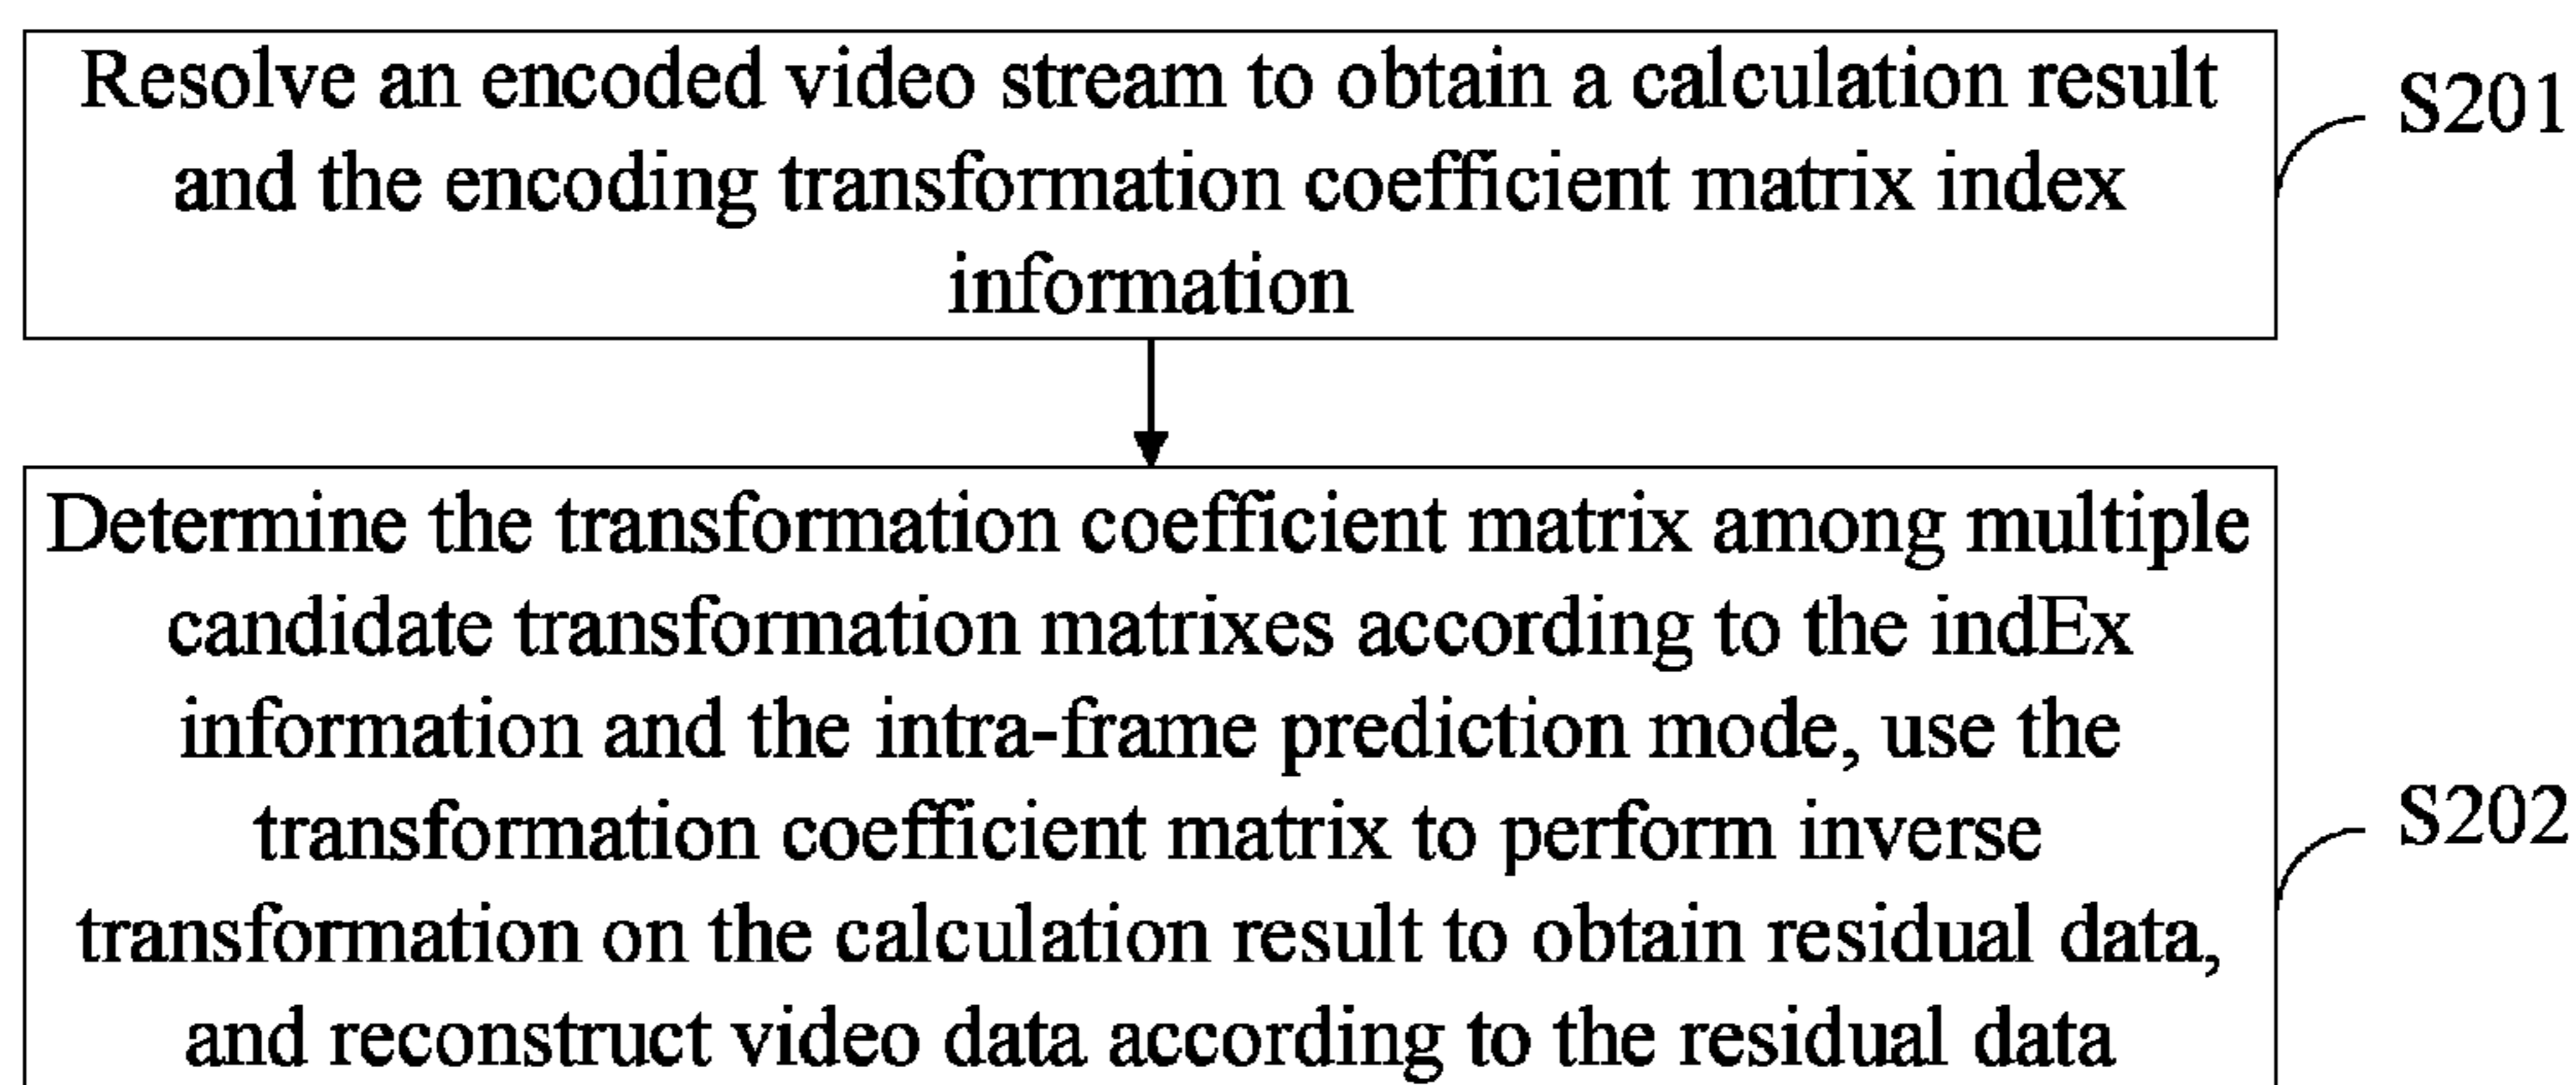 Resolve an encoded video stream to obtain a calculation result
and the encoding transformation coefficient matrix index
information
S201
Determine the transformation coefficient matrix among multiple
candidate transformation matrixes according to the indEx
information and the intra-frame prediction mode, use the
transformation coefficient matrix to perform inverse
transformation on the calculation result to obtain residual data,
and reconstruct video data according to the residual data
S202